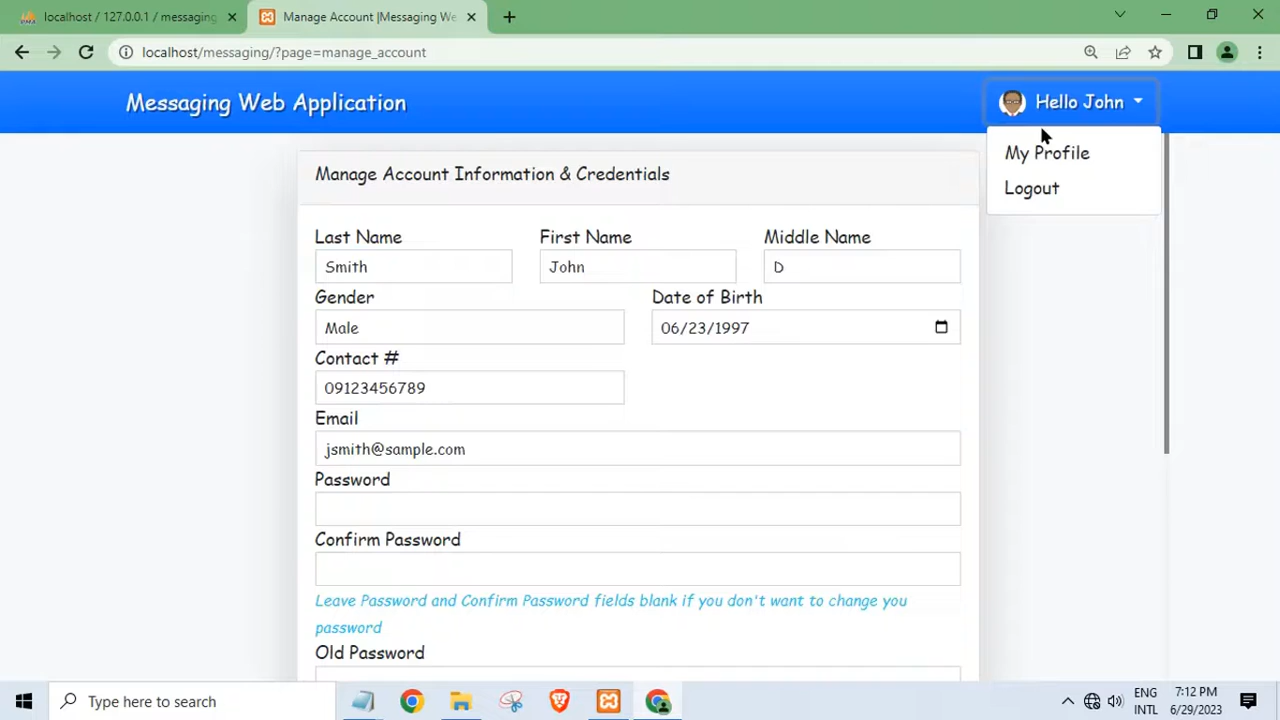 localhost / 127.0.0.1 / messaging
Manage Account |Messaging We
localhost/messaging/?page=manage_account
Messaging Web Application
Hello John
My Profile
Logout
Manage Account Information & Credentials
Last Name
First Name
Middle Name
Smith
John
D
Gender
Date of Birth
Male
06/23/1997
Contact #
09123456789
Email
jsmith@sample.com
Password
Confirm Password
Leave Password and Confirm Password fields blank if you don't want to change you
password
Old Password
Type here to search
ENG
INTL
7:12 PM
6/29/2023